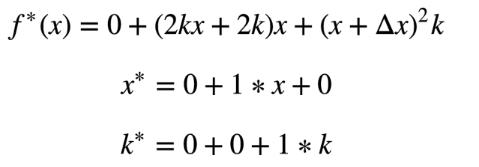 f*(x) = 0 + (2kx + 2k)x + (x + Δx)²k
x* = 0 + 1 * x + 0
k* = 0 + 0 + 1 * k